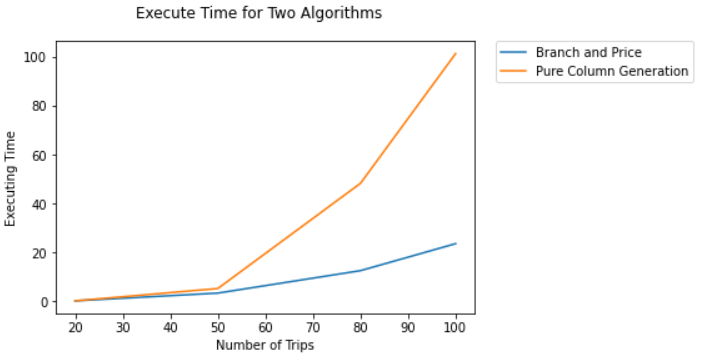 Execute Time for Two Algorithms
Branch and Price
Pure Column Generation
Executing Time
100
80
60
40
20
0
20 30 40 50 60 70 80 90 100
Number of Trips